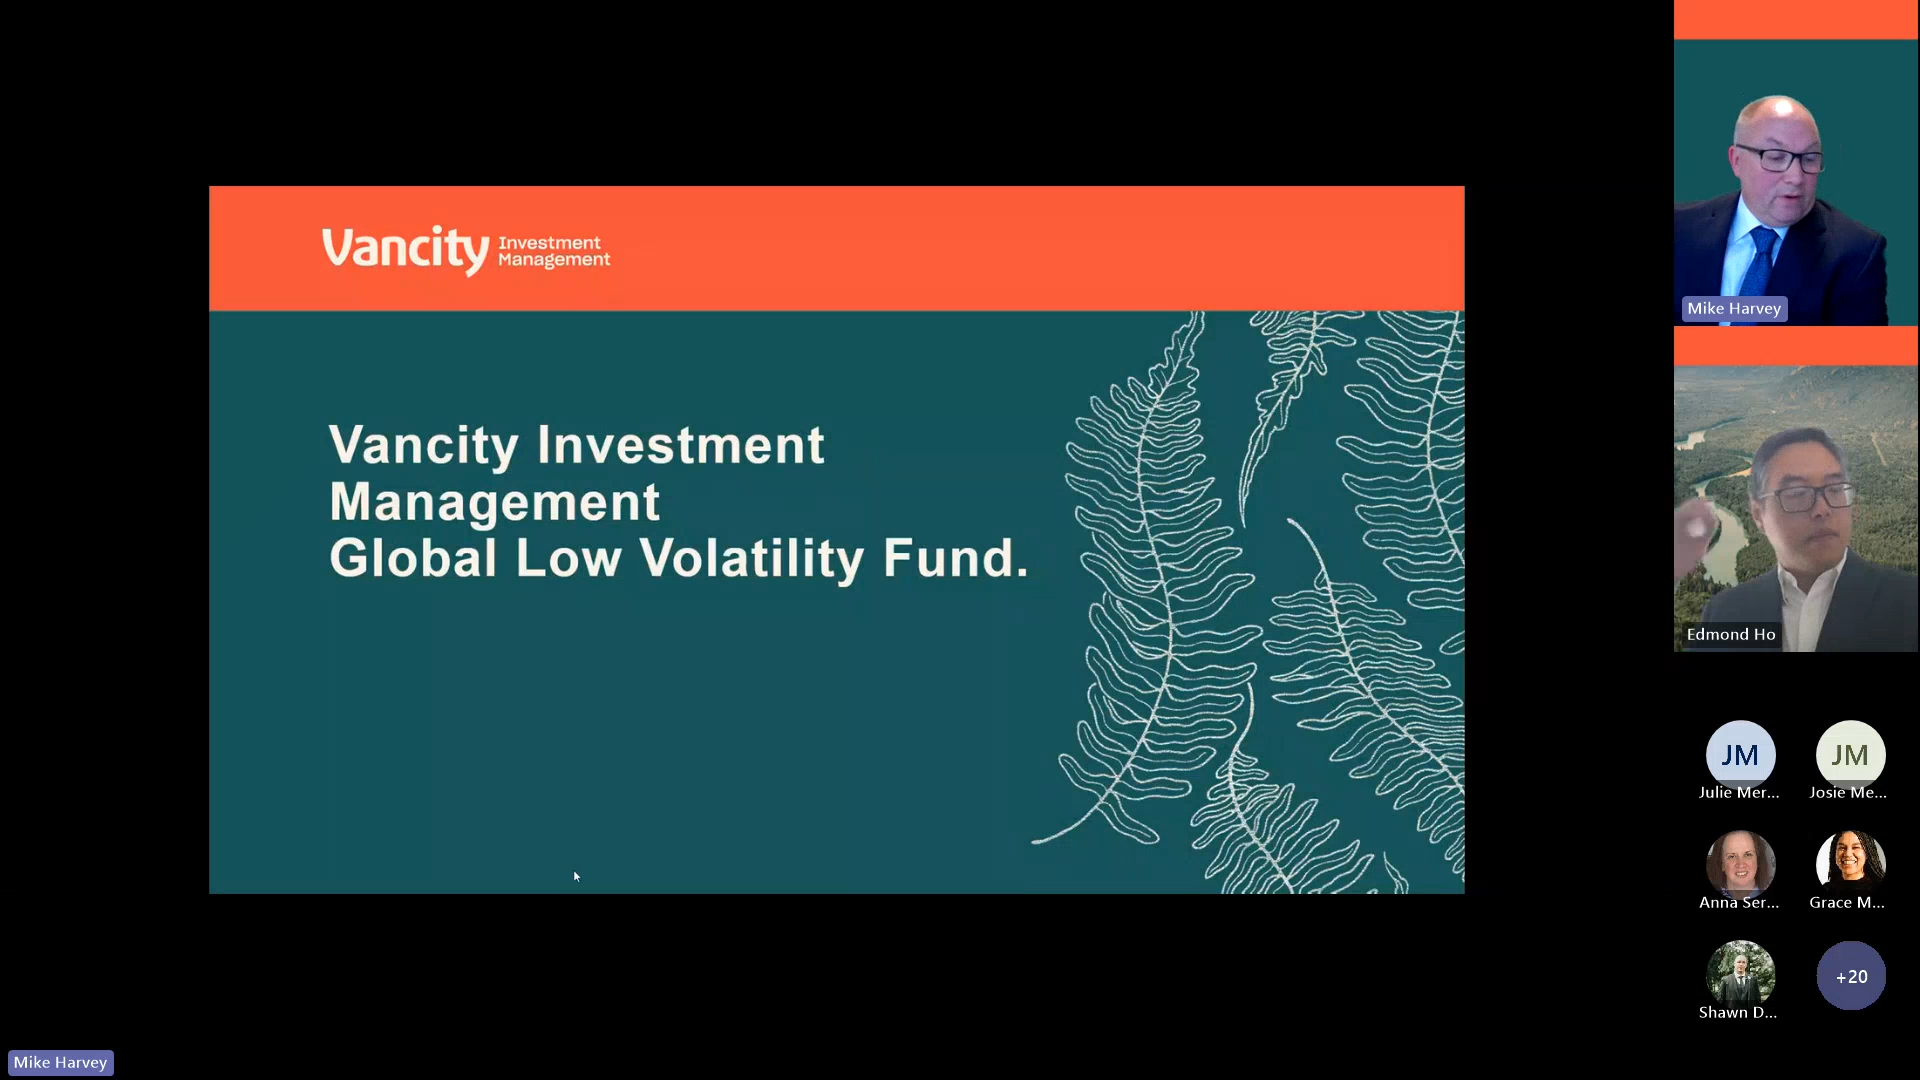 Vancity Investment
Management
Vancity Investment
Management
Global Low Volatility Fund.
Mike Harvey
Edmond Ho
JM
JM
Julie Mer...
Josie Me...
Anna Ser...
Grace M...
+20
Shawn D...
Mike Harvey